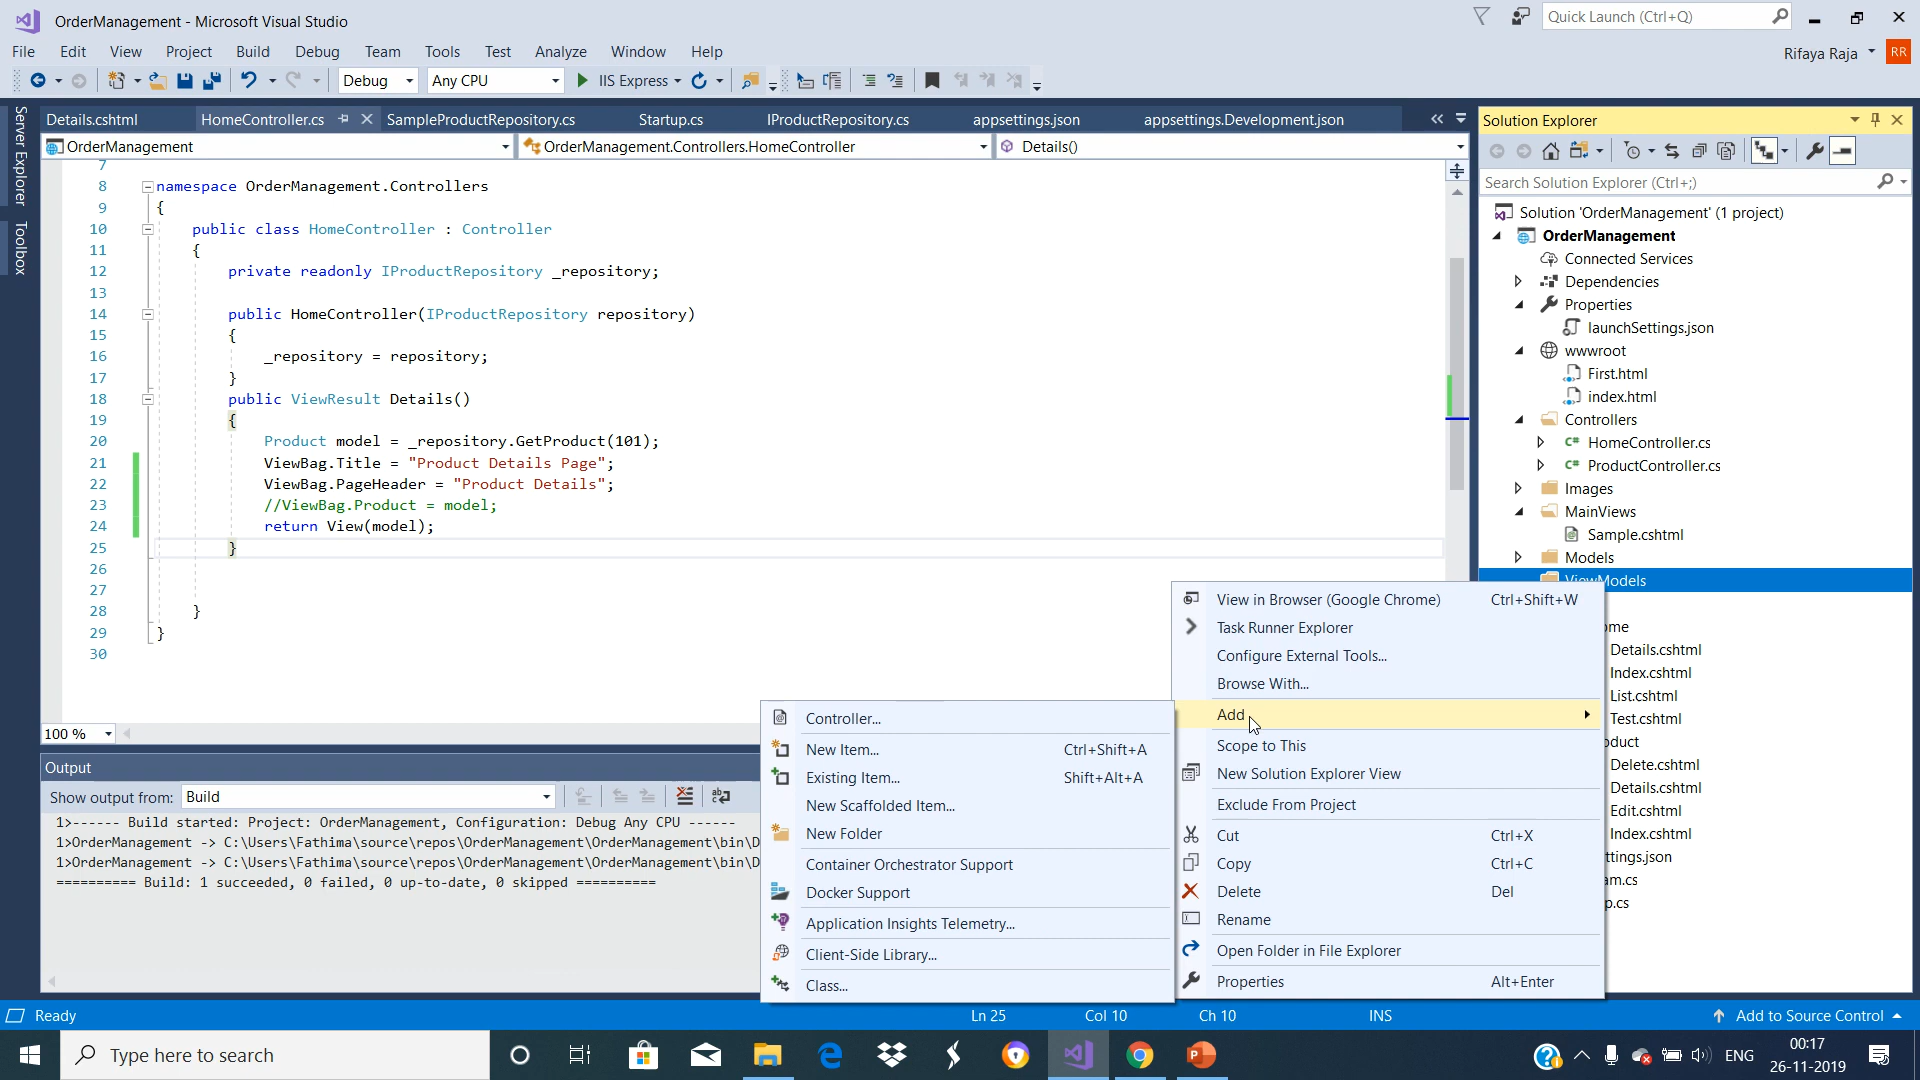 OrderManagement - Microsoft Visual Studio
Quick Launch (Ctrl+Q)
File Edit View Project Build Debug Team Tools Test Analyze Window Help
Rifaya Raja RR
Debug Any CPU IIS Express
Server Explorer
Toolbox
Details.cshtml HomeController.cs SampleProductRepository.cs Startup.cs IProductRepository.cs appsettings.json appsettings.Development.json
OrderManagement OrderManagement.Controllers.HomeController Details()
7
8 namespace OrderManagement.Controllers
9 {
10 public class HomeController : Controller
11 {
12 private readonly IProductRepository _repository;
13
14 public HomeController(IProductRepository repository)
15 {
16 _repository = repository;
17 }
18 public ViewResult Details()
19 {
20 Product model = _repository.GetProduct(101);
21 ViewBag.Title = "Product Details Page";
22 ViewBag.PageHeader = "Product Details";
23 //ViewBag.Product = model;
24 return View(model);
25 }
26
27
28 }
29 }
30
100 %
Output
Show output from: Build
1>------ Build started: Project: OrderManagement, Configuration: Debug Any CPU ------
1>OrderManagement -> C:\Users\Fathima\source\repos\OrderManagement\OrderManagement\bin\D
1>OrderManagement -> C:\Users\Fathima\source\repos\OrderManagement\OrderManagement\bin\D
========== Build: 1 succeeded, 0 failed, 0 up-to-date, 0 skipped ==========
Controller...
New Item... Ctrl+Shift+A
Existing Item... Shift+Alt+A
New Scaffolded Item...
New Folder
Container Orchestrator Support
Docker Support
Application Insights Telemetry...
Client-Side Library...
Class...
View in Browser (Google Chrome) Ctrl+Shift+W
Task Runner Explorer
Configure External Tools...
Browse With...
Add
Scope to This
New Solution Explorer View
Exclude From Project
Cut Ctrl+X
Copy Ctrl+C
Delete Del
Rename
Open Folder in File Explorer
Properties Alt+Enter
Solution Explorer
Search Solution Explorer (Ctrl+;)
Solution 'OrderManagement' (1 project)
OrderManagement
Connected Services
Dependencies
Properties
launchSettings.json
wwwroot
First.html
index.html
Controllers
C# HomeController.cs
C# ProductController.cs
Images
MainViews
Sample.cshtml
Models
ViewModels
ome
Details.cshtml
Index.cshtml
List.cshtml
Test.cshtml
oduct
Delete.cshtml
Details.cshtml
Edit.cshtml
Index.cshtml
ttings.json
am.cs
p.cs
Ready Ln 25 Col 10 Ch 10 INS Add to Source Control
Type here to search
ENG
00:17
26-11-2019